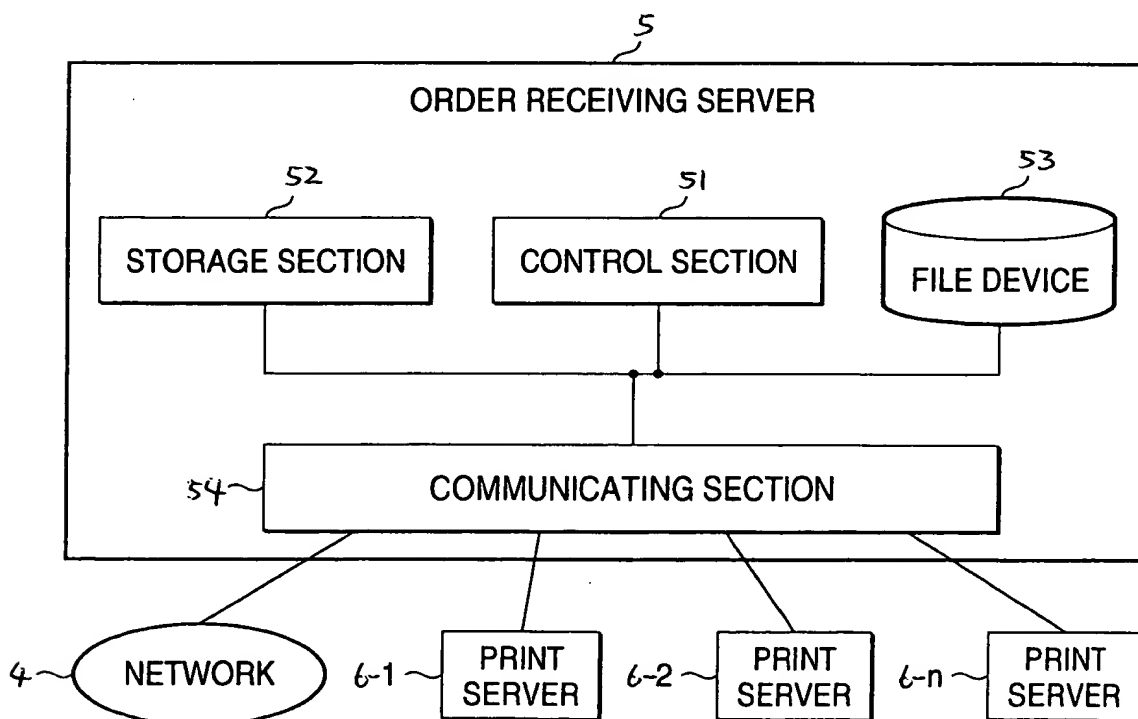 5
ORDER RECEIVING SERVER
52
51
53
STORAGE SECTION
CONTROL SECTION
FILE DEVICE
54
COMMUNICATING SECTION
4
NETWORK
6-1
PRINT
SERVER
6-2
PRINT
SERVER
6-n
PRINT
SERVER